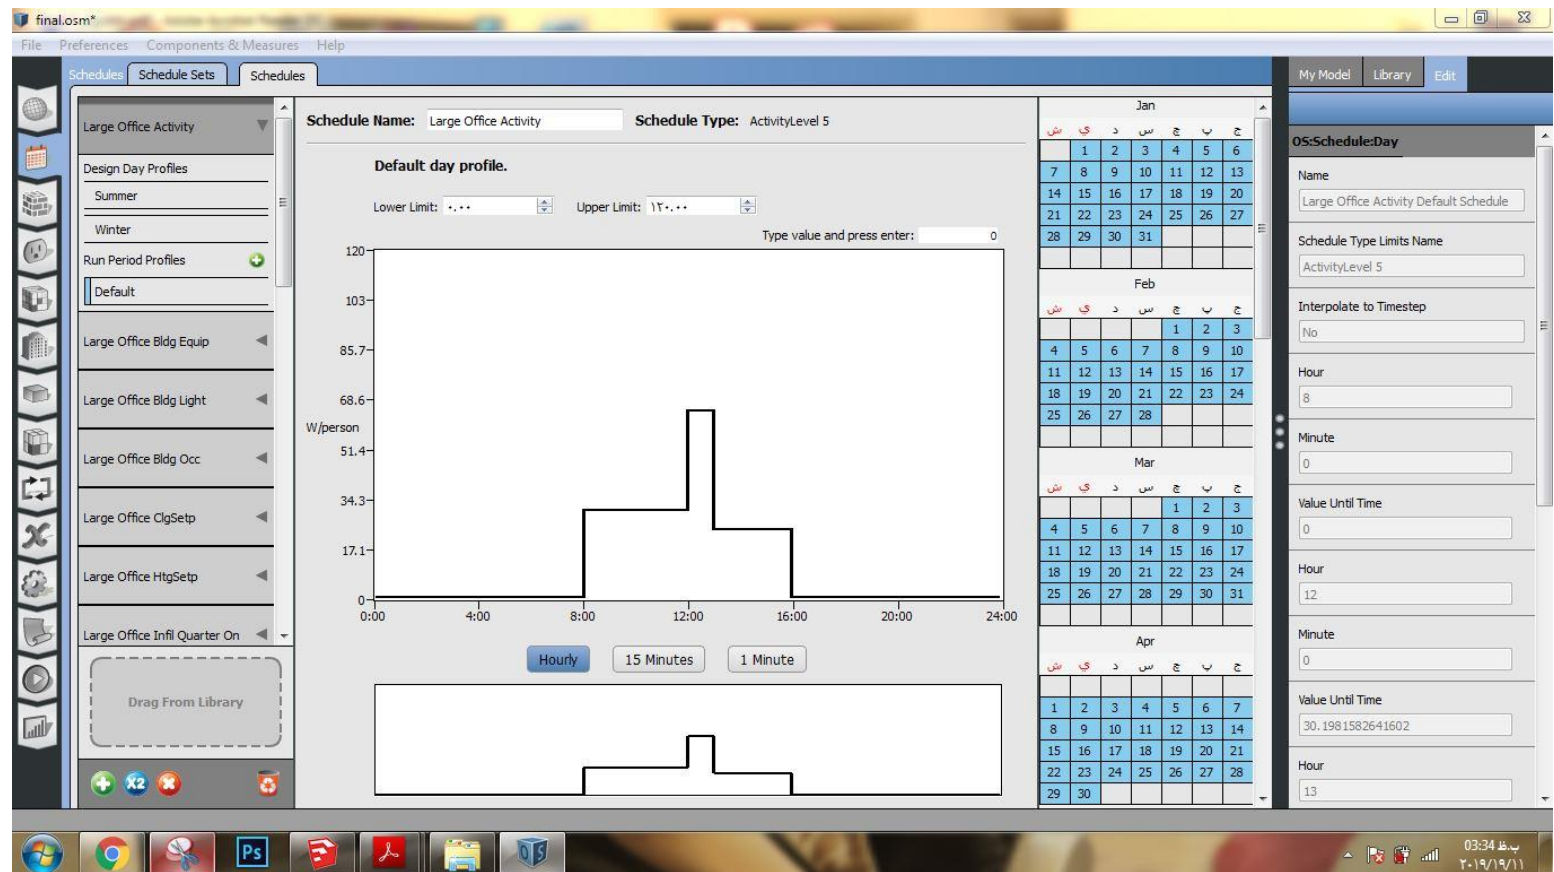 final.osm*
File Preferences Components & Measures Help
Schedules Schedule Sets Schedules
My Model Library Edit
Large Office Activity
Design Day Profiles
Summer
Winter
Run Period Profiles
Default
Large Office Bldg Equip
Large Office Bldg Light
Large Office Bldg Occ
Large Office ClgSetp
Large Office HtgSetp
Large Office Infil Quarter On
Drag From Library
X2
Schedule Name: Large Office Activity Schedule Type: ActivityLevel 5
Default day profile.
Lower Limit: ۰.۰۰ Upper Limit: ۱۲۰.۰۰
Type value and press enter: 0
120
103
85.7
68.6
W/person
51.4
34.3
17.1
0
0:00 4:00 8:00 12:00 16:00 20:00 24:00
Hourly 15 Minutes 1 Minute
Jan
ش ي د س چ پ ج
1 2 3 4 5 6
7 8 9 10 11 12 13
14 15 16 17 18 19 20
21 22 23 24 25 26 27
28 29 30 31
Feb
ش ي د س چ پ ج
1 2 3
4 5 6 7 8 9 10
11 12 13 14 15 16 17
18 19 20 21 22 23 24
25 26 27 28
Mar
ش ي د س چ پ ج
1 2 3
4 5 6 7 8 9 10
11 12 13 14 15 16 17
18 19 20 21 22 23 24
25 26 27 28 29 30 31
Apr
ش ي د س چ پ ج
1 2 3 4 5 6 7
8 9 10 11 12 13 14
15 16 17 18 19 20 21
22 23 24 25 26 27 28
29 30
OS:Schedule:Day
Name
Large Office Activity Default Schedule
Schedule Type Limits Name
ActivityLevel 5
Interpolate to Timestep
No
Hour
8
Minute
0
Value Until Time
0
Hour
12
Minute
0
Value Until Time
30.1981582641602
Hour
13
Ps
03:34 ب.ظ
۲۰۱۹/۱۹/۱۱